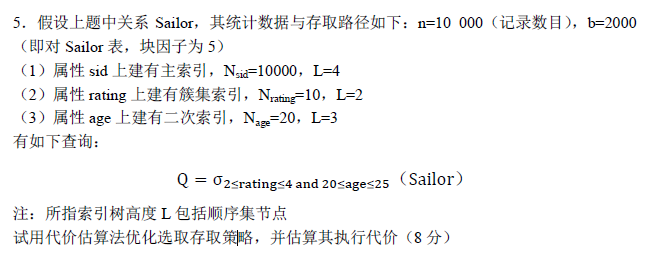 5．假设上题中关系 Sailor，其统计数据与存取路径如下：n=10 000（记录数目），b=2000
（即对 Sailor 表，块因子为 5）
（1）属性 sid 上建有主索引，Nsid=10000，L=4
（2）属性 rating 上建有簇集索引，Nrating=10，L=2
（3）属性 age 上建有二次索引，Nage=20，L=3
有如下查询：
Q = σ2≤rating≤4 and 20≤age≤25（Sailor）
注：所指索引树高度 L 包括顺序集节点
试用代价估算法优化选取存取策略，并估算其执行代价（8 分）